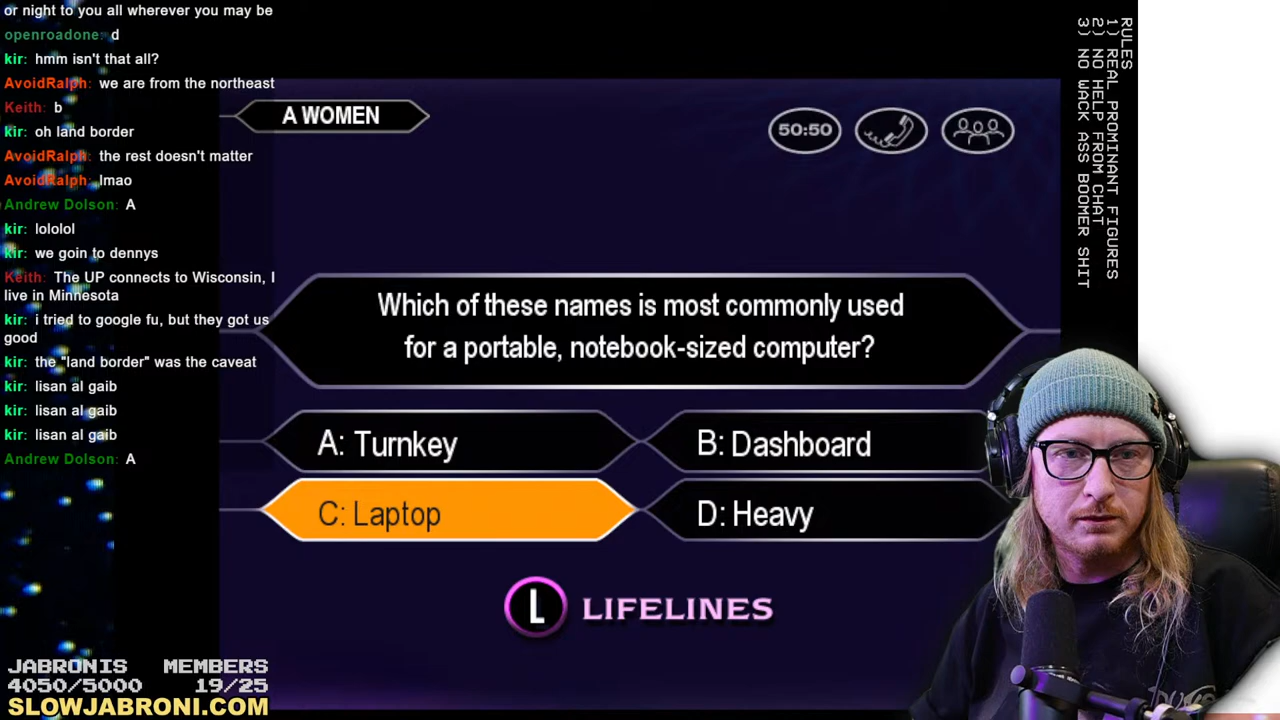 or night to you all wherever you may be
openroadone: d
kir: hmm isn't that all?
AvoidRalph: we are from the northeast
Keith: b
kir: oh land border
AvoidRalph: the rest doesn't matter
AvoidRalph: lmao
Andrew Dolson: A
kir: lololol
kir: we goin to dennys
Keith: The UP connects to Wisconsin, I
live in Minnesota
kir: i tried to google fu, but they got us
good
kir: the "land border" was the caveat
kir: lisan al gaib
kir: lisan al gaib
kir: lisan al gaib
Andrew Dolson: A
A WOMEN
50:50
Which of these names is most commonly used
for a portable, notebook-sized computer?
A: Turnkey
B: Dashboard
C: Laptop
D: Heavy
L LIFELINES
RULES
1) REAL PROMINANT FIGURES
2) NO HELP FROM CHAT
3) NO WACK ASS BOOMER SHIT
JABRONIS MEMBERS
4050/5000 19/25
SLOWJABRONI.COM